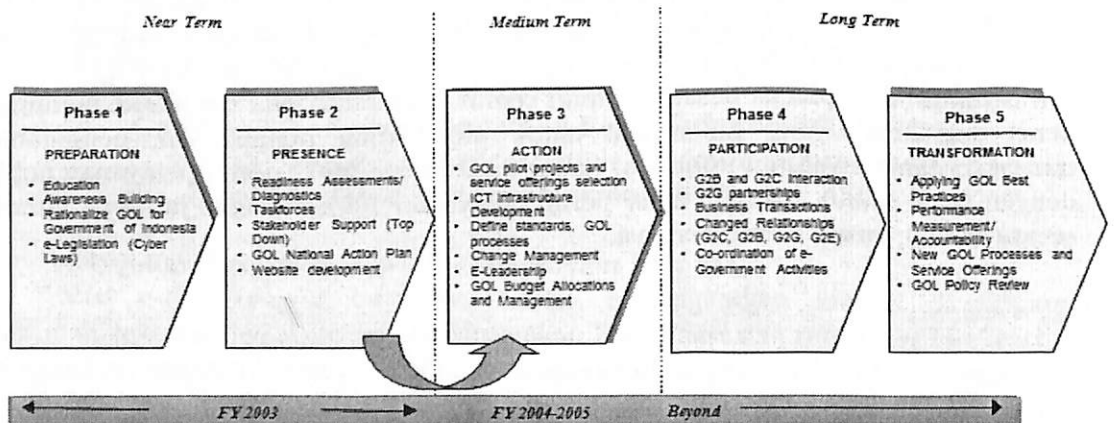 Near Term
Medium Term
Long Term
Phase 1
PREPARATION
• Education
• Awareness Building
• Rationalize GOL for
Government of Indonesia
• e-Legislation (Cyber
Laws)
Phase 2
PRESENCE
• Readiness Assessments/
Diagnostics
• Taskforces
• Stakeholder Support (Top
Down)
• GOL National Action Plan
• Website development
Phase 3
ACTION
• GOL pilot projects and
service offerings selection
• ICT Infrastructure
Development
• Define standards, GOL
processes
• Change Management
• E-Leadership
• GOL Budget Allocations
and Management
Phase 4
PARTICIPATION
• G2B and G2C Interaction
• G2G partnerships
• Business Transactions
• Changed Relationships
(G2C, G2B, G2G, G2E)
• Co-ordination of e-
Government Activities
Phase 5
TRANSFORMATION
• Applying GOL Best
Practices
• Performance
Measurement/
Accountability
• New GOL Processes and
Service Offerings
• GOL Policy Review
FY 2003
FY 2004-2005
Beyond